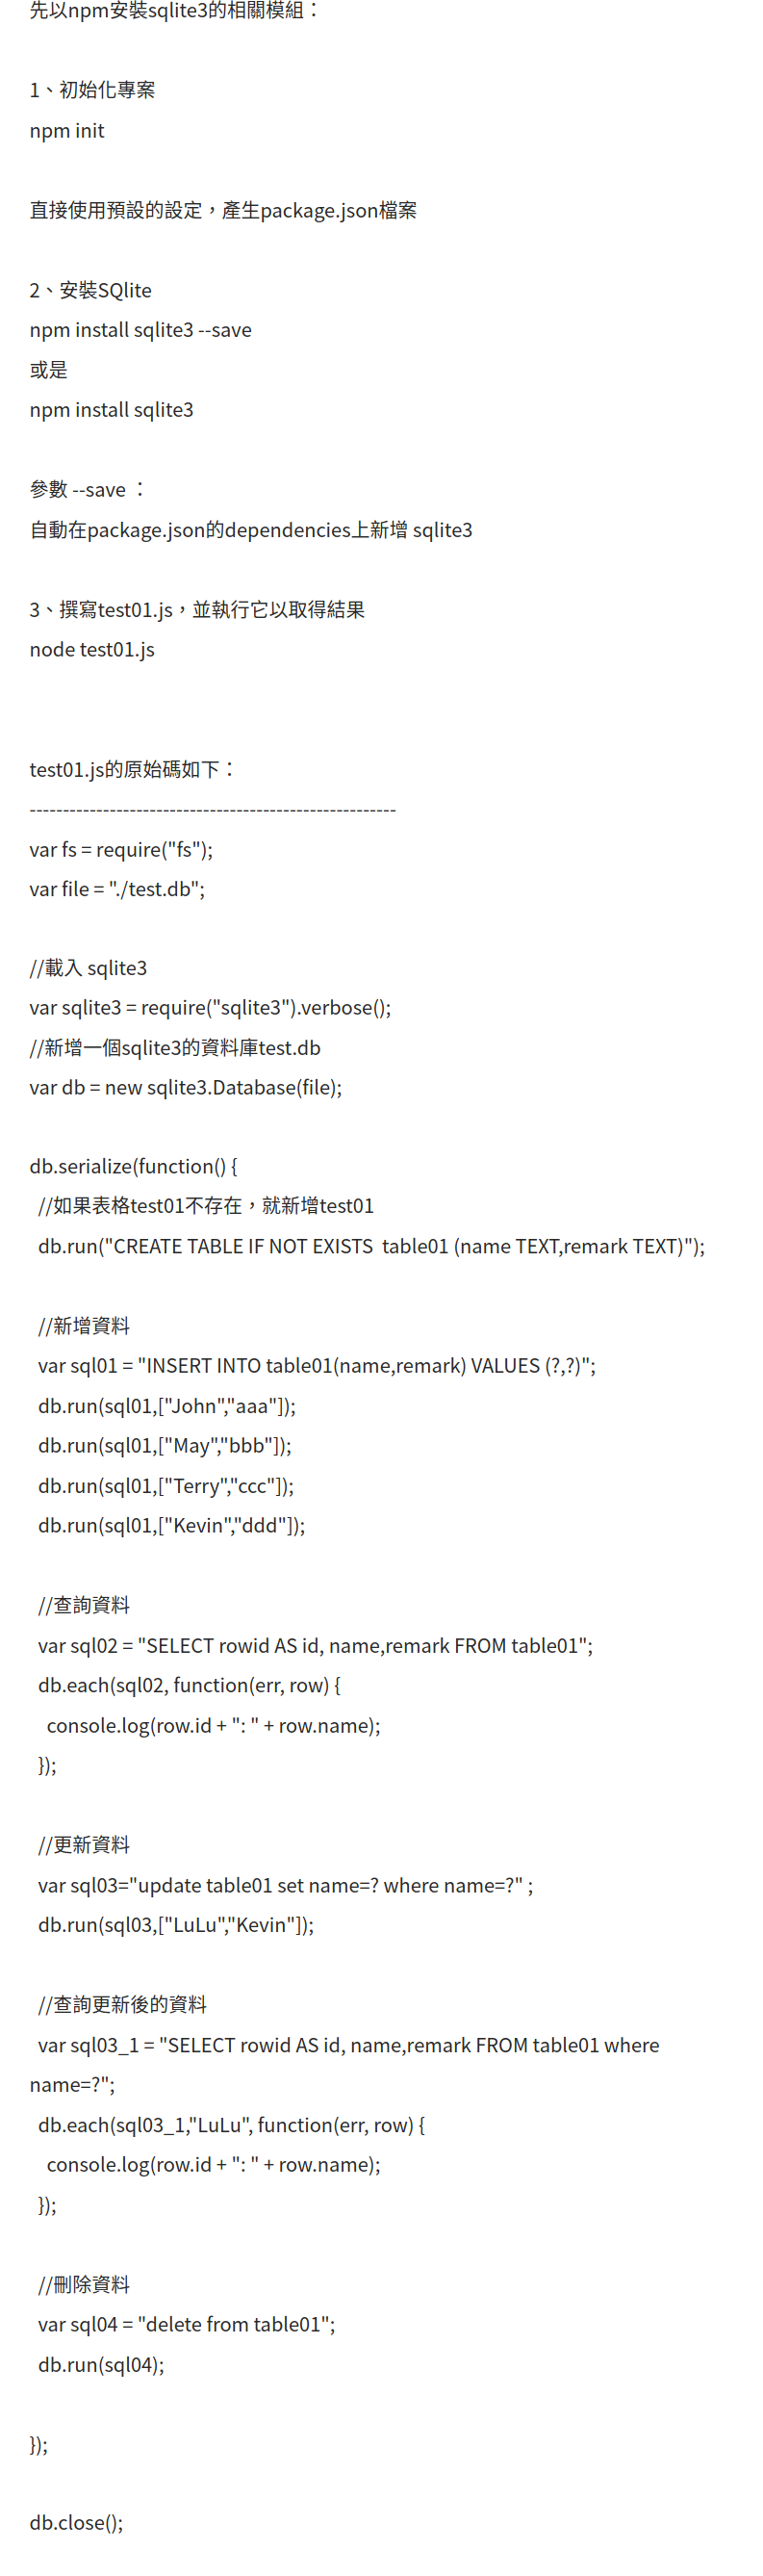 先以npm安裝sqlite3的相關模組：
1、初始化專案
npm init
直接使用預設的設定，產生package.json檔案
2、安裝SQlite
npm install sqlite3 --save
或是
npm install sqlite3
參數 --save ：
自動在package.json的dependencies上新增 sqlite3
3、撰寫test01.js，並執行它以取得結果
node test01.js
test01.js的原始碼如下：
-------------------------------------------------------
var fs = require("fs");
var file = "./test.db";
//載入 sqlite3
var sqlite3 = require("sqlite3").verbose();
//新增一個sqlite3的資料庫test.db
var db = new sqlite3.Database(file);
db.serialize(function() {
  //如果表格test01不存在，就新增test01
  db.run("CREATE TABLE IF NOT EXISTS  table01 (name TEXT,remark TEXT)");
  //新增資料
  var sql01 = "INSERT INTO table01(name,remark) VALUES (?,?)";
  db.run(sql01,["John","aaa"]);
  db.run(sql01,["May","bbb"]);
  db.run(sql01,["Terry","ccc"]);
  db.run(sql01,["Kevin","ddd"]);
  //查詢資料
  var sql02 = "SELECT rowid AS id, name,remark FROM table01";
  db.each(sql02, function(err, row) {
    console.log(row.id + ": " + row.name);
  });
  //更新資料
  var sql03="update table01 set name=? where name=?" ;
  db.run(sql03,["LuLu","Kevin"]);
  //查詢更新後的資料
  var sql03_1 = "SELECT rowid AS id, name,remark FROM table01 where
name=?";
  db.each(sql03_1,"LuLu", function(err, row) {
    console.log(row.id + ": " + row.name);
  });
  //刪除資料
  var sql04 = "delete from table01";
  db.run(sql04);
});
db.close();